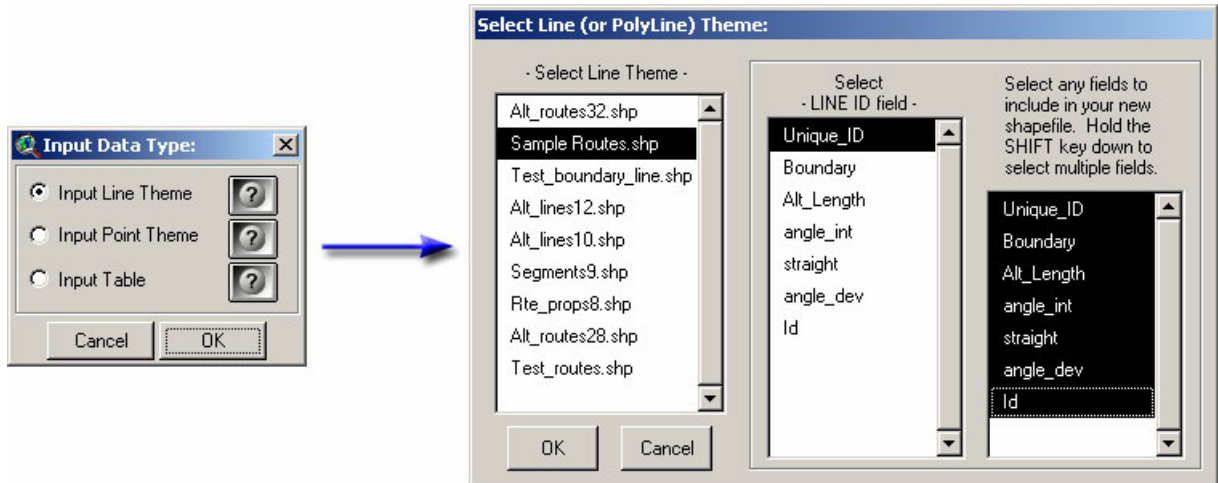 Input Data Type:
Input Line Theme
?
Input Point Theme
?
Input Table
?
Cancel
OK
Select Line (or PolyLine) Theme:
- Select Line Theme -
Alt_routes32.shp
Sample Routes.shp
Test_boundary_line.shp
Alt_lines12.shp
Alt_lines10.shp
Segments9.shp
Rte_props8.shp
Alt_routes28.shp
Test_routes.shp
OK
Cancel
Select
- LINE ID field -
Unique_ID
Boundary
Alt_Length
angle_int
straight
angle_dev
Id
Select any fields to
include in your new
shapefile. Hold the
SHIFT key down to
select multiple fields.
Unique_ID
Boundary
Alt_Length
angle_int
straight
angle_dev
Id